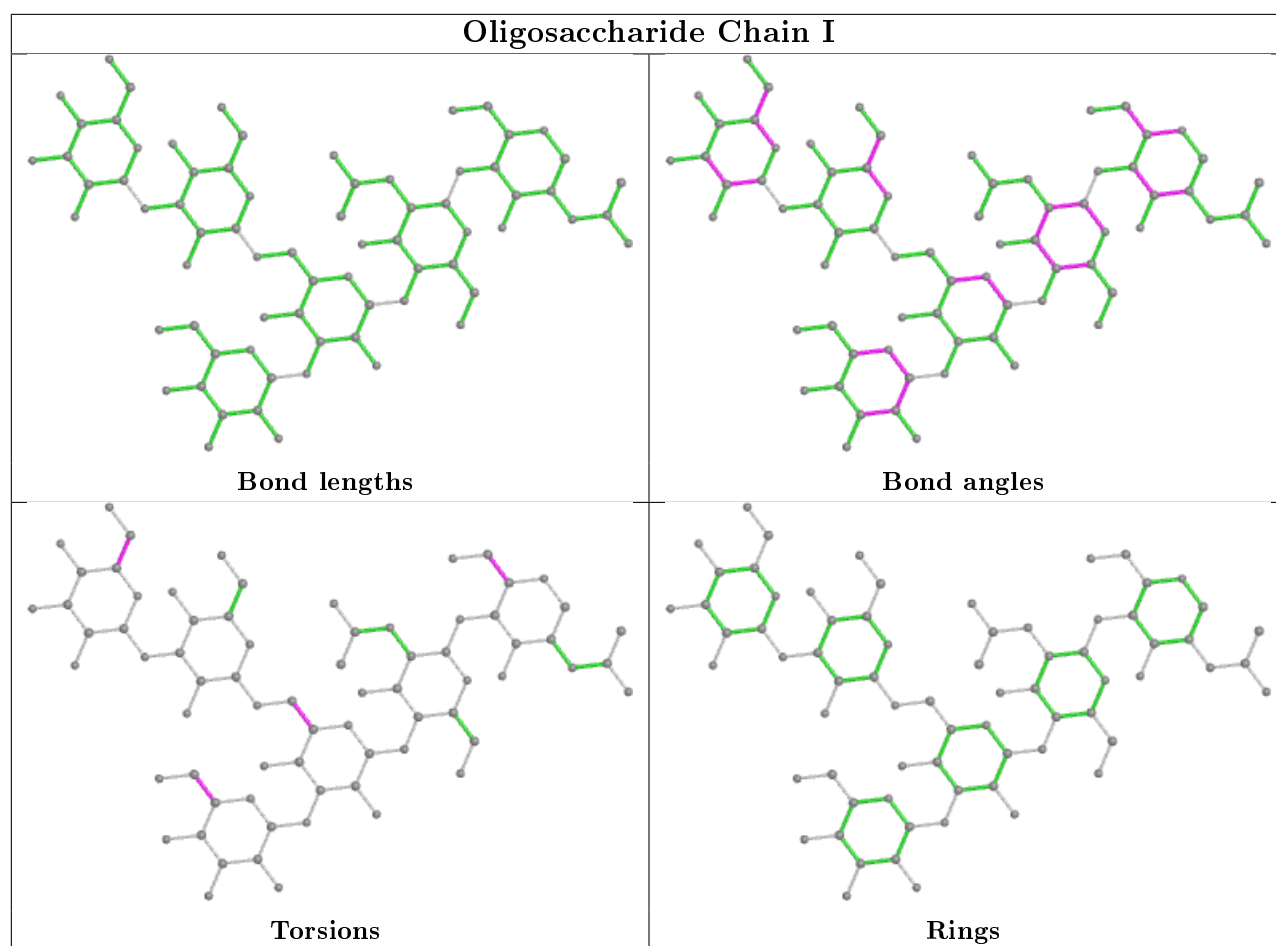 Oligosaccharide Chain I
Bond lengths
Bond angles
Torsions
Rings